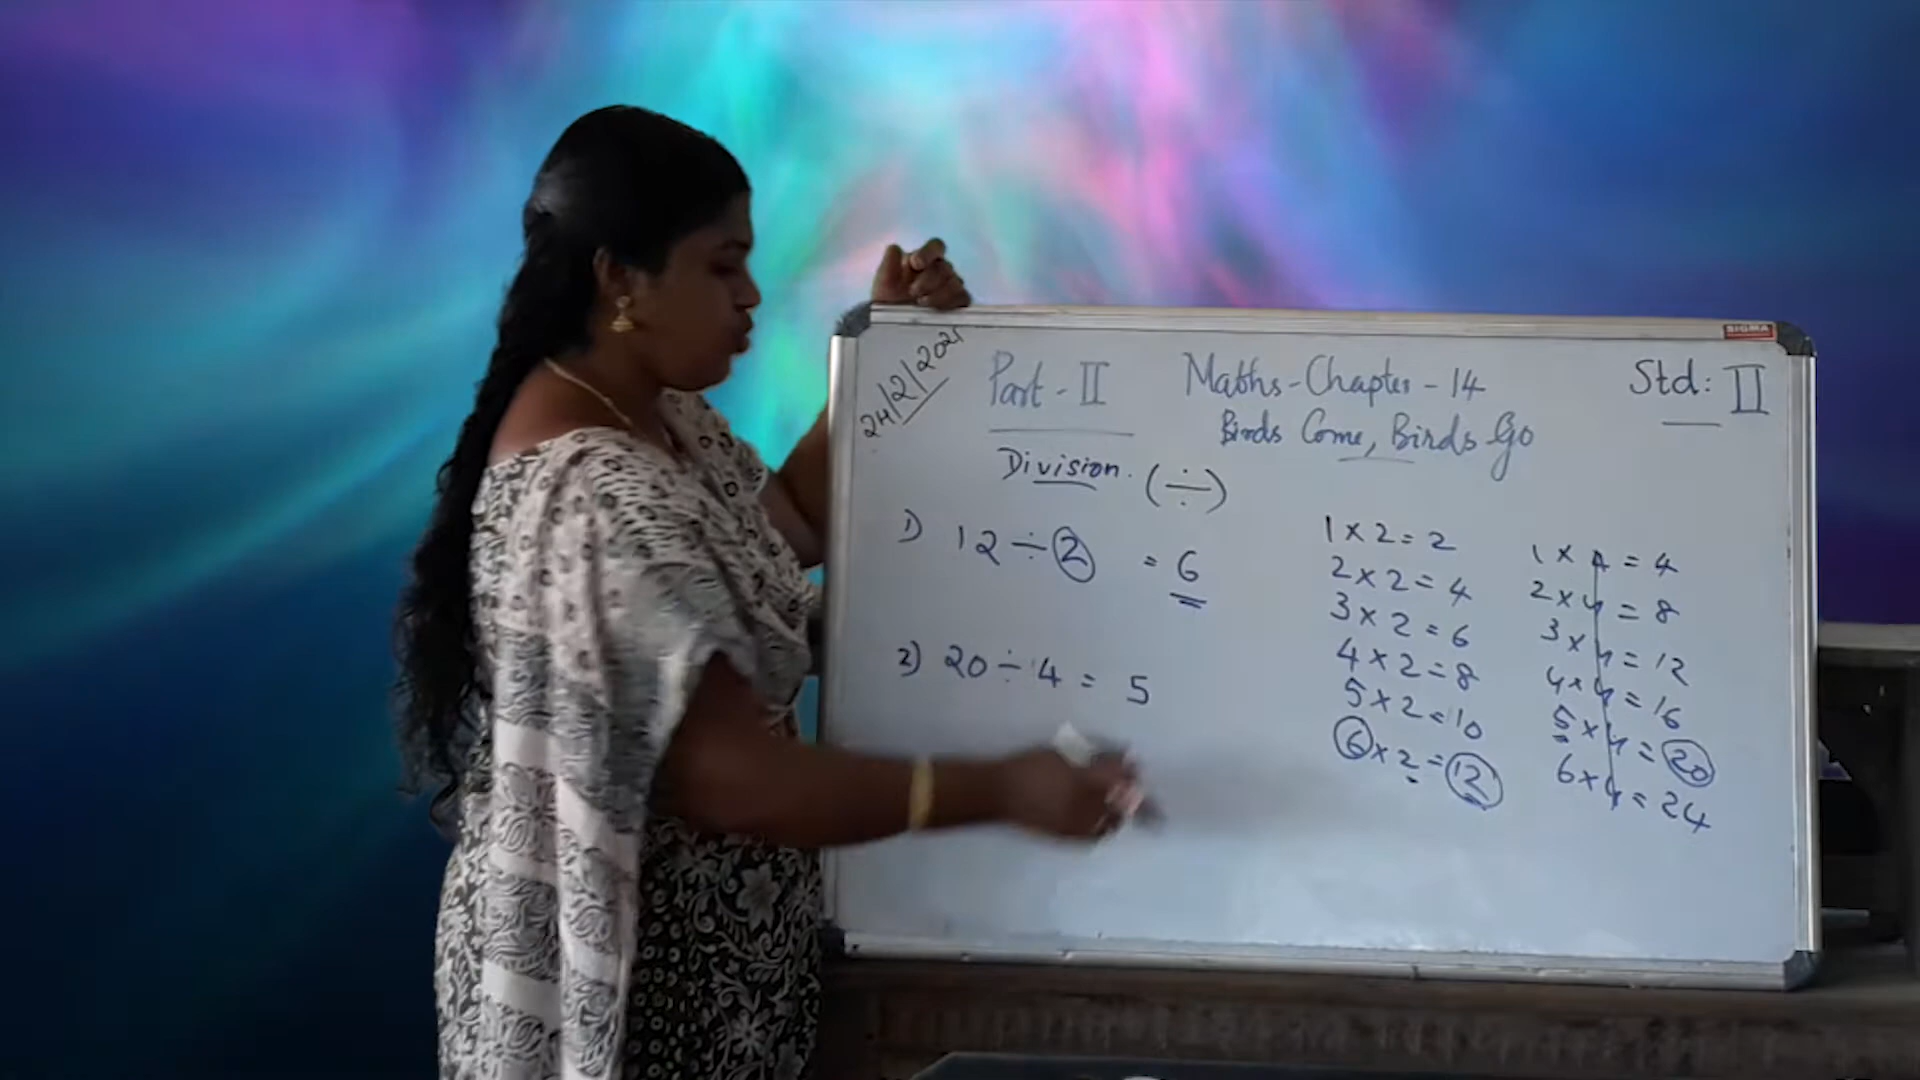 SIGMA
24/2/2021
Part - II
Maths - Chapter - 14
Std: II
Birds Come, Birds Go
Division. (÷)
1) 12 ÷ 2 = 6
2) 20 ÷ 4 = 5
1 x 2 = 2
2 x 2 = 4
3 x 2 = 6
4 x 2 = 8
5 x 2 = 10
6 x 2 = 12
1 x 4 = 4
2 x 4 = 8
3 x 4 = 12
4 x 4 = 16
5 x 4 = 20
6 x 4 = 24